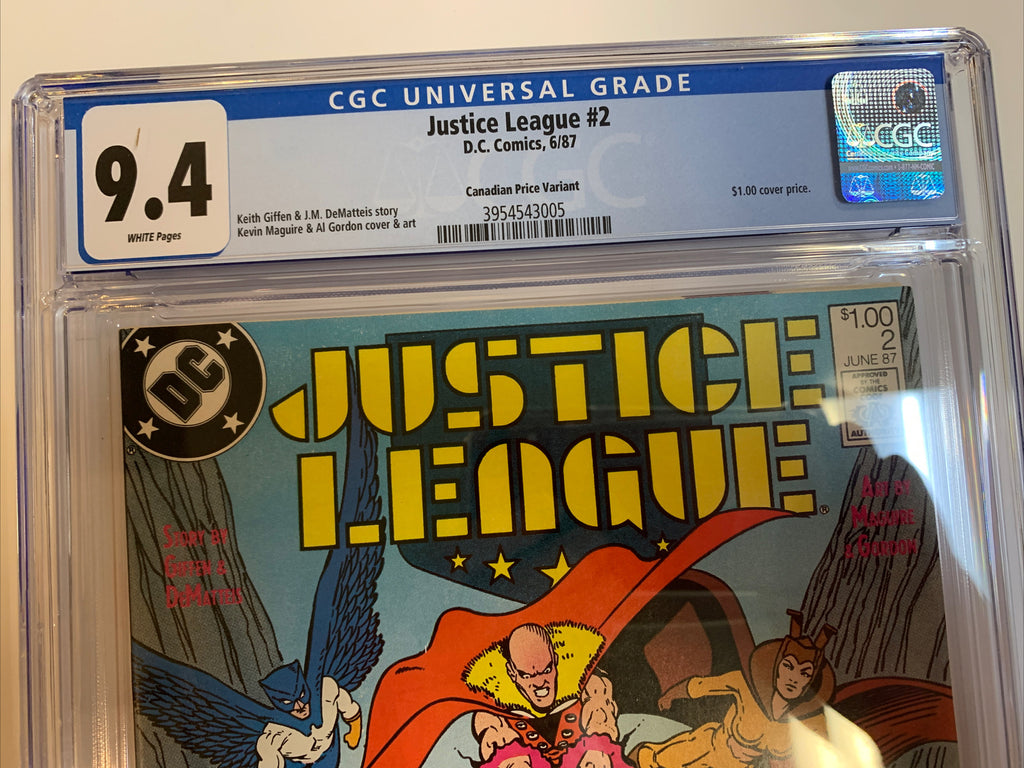 CGC UNIVERSAL GRADE
9.4
WHITE Pages
Justice League #2
D.C. Comics, 6/87
Canadian Price Variant
$1.00 cover price.
Keith Giffen & J.M. DeMatteis story
Kevin Maguire & Al Gordon cover & art
3954543005
CGC
DC
®
JUSTICE
LEAGUE
®
$1.00
2
JUNE 87
APPROVED
BY THE
COMICS
STORY BY
GIFFEN &
DEMATTEIS
ART BY
MAGUIRE
& GORDON